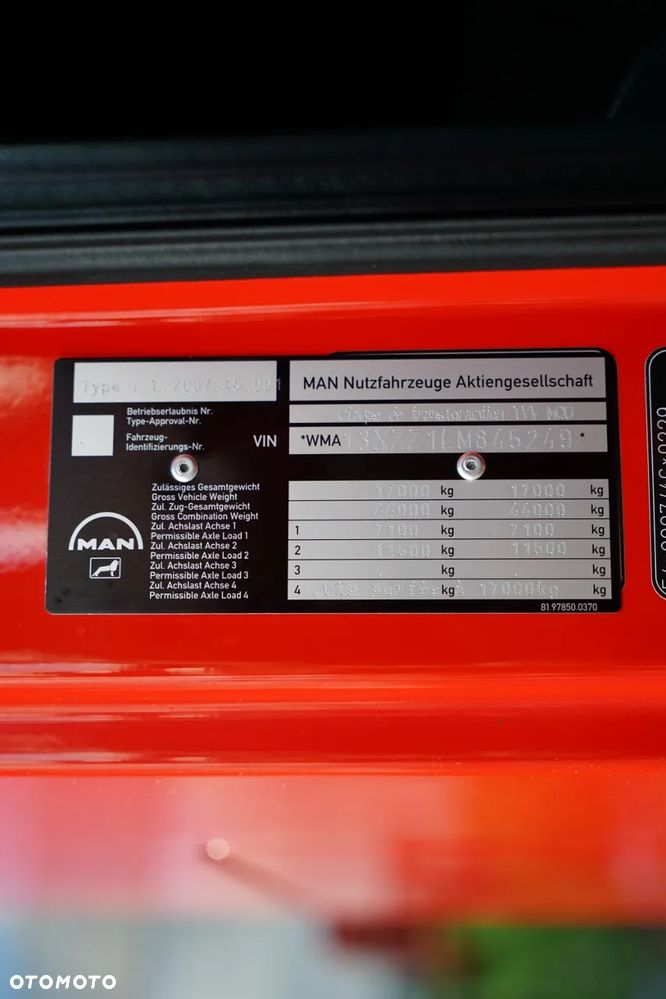 Type : L.2007.46.001
MAN Nutzfahrzeuge Aktiengesellschaft
Betriebserlaubnis Nr.
Type-Approval-Nr.
Fahrzeug-
Identifizierungs-Nr. VIN *WMA 13XZZ1LM845249 *
Zulässiges Gesamtgewicht
Gross Vehicle Weight 17000 kg 17000 kg
Zul. Zug-Gesamtgewicht
Gross Combination Weight 44000 kg 44000 kg
Zul. Achslast Achse 1
Permissible Axle Load 1 1 7100 kg 7100 kg
Zul. Achslast Achse 2
Permissible Axle Load 2 2 11500 kg 11500 kg
Zul. Achslast Achse 3
Permissible Axle Load 3 3 kg kg
Zul. Achslast Achse 4
Permissible Axle Load 4 4 kg 17000kg kg
MAN
81.97850.0370
OTOMOTO